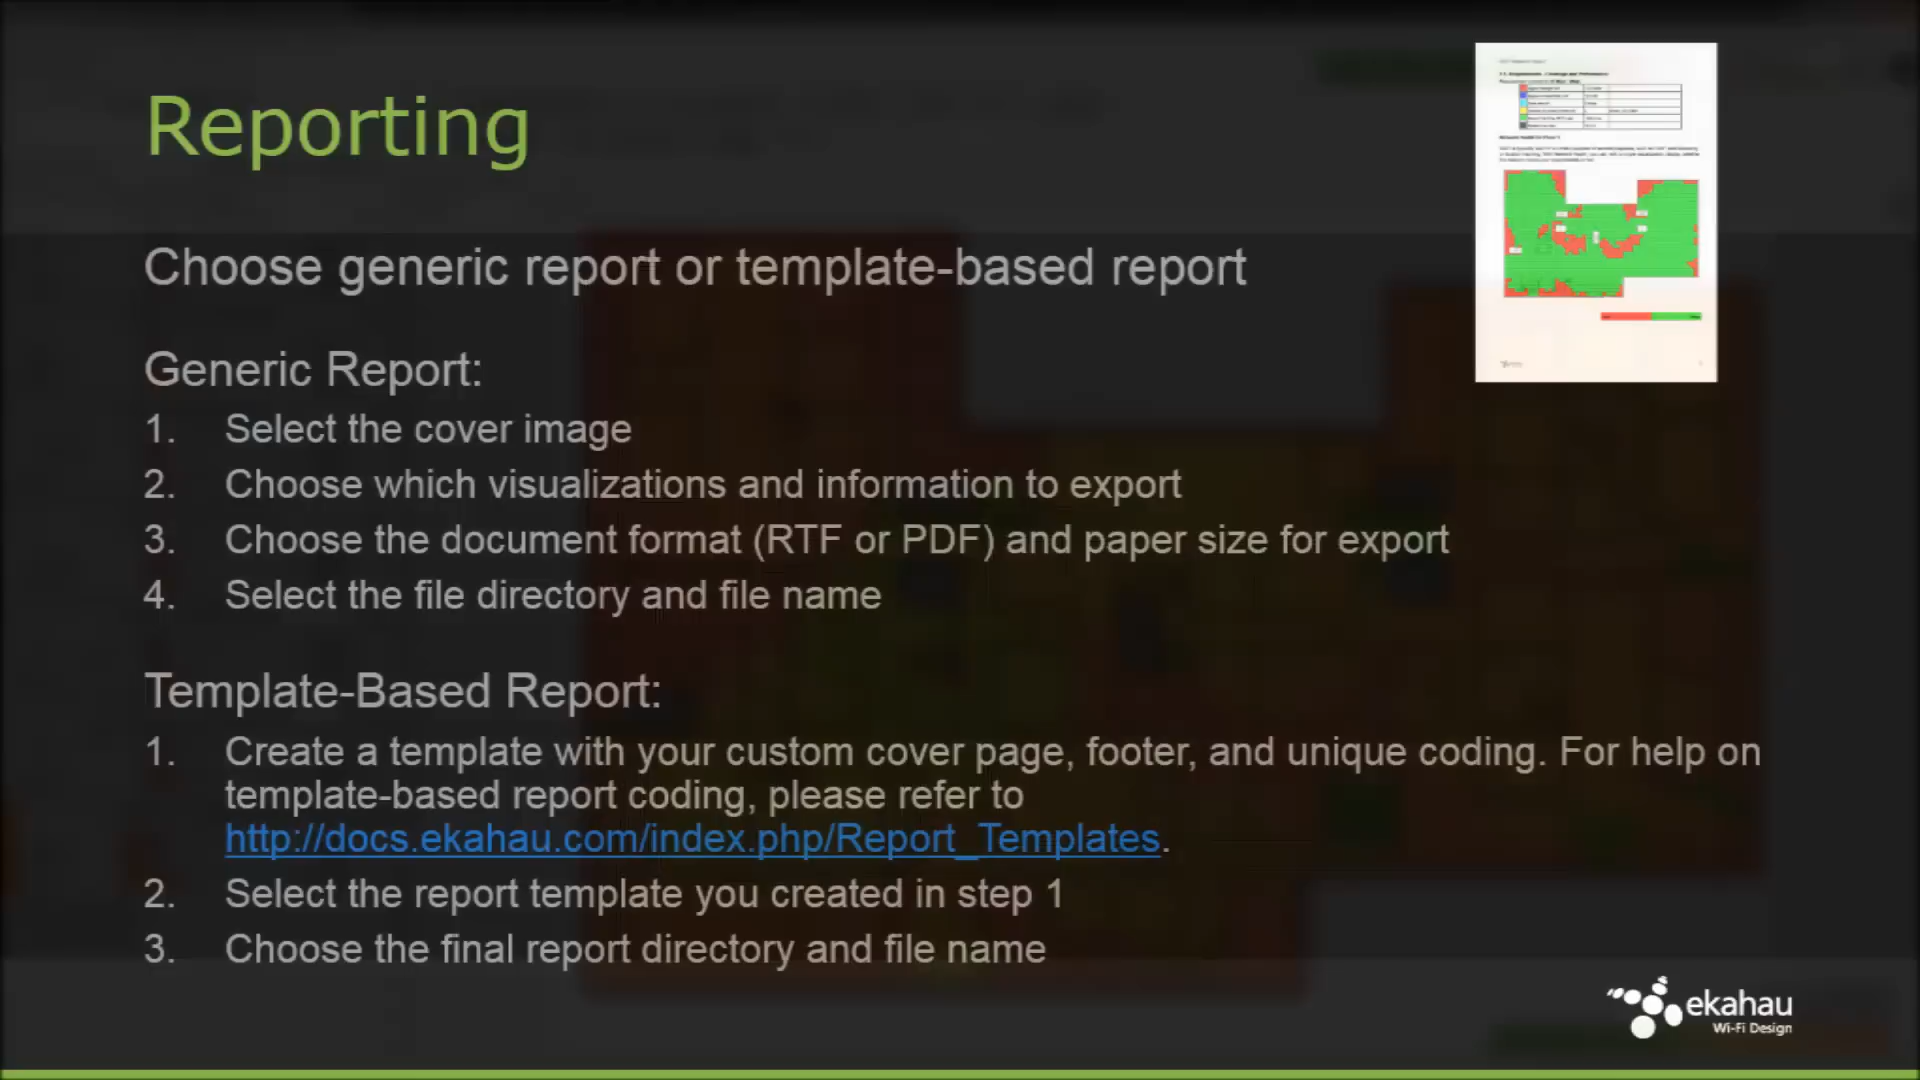 Reporting
Choose generic report or template-based report
Generic Report:
1. Select the cover image
2. Choose which visualizations and information to export
3. Choose the document format (RTF or PDF) and paper size for export
4. Select the file directory and file name
Template-Based Report:
1. Create a template with your custom cover page, footer, and unique coding. For help on
template-based report coding, please refer to
http://docs.ekahau.com/index.php/Report_Templates.
2. Select the report template you created in step 1
3. Choose the final report directory and file name
ekahau
Wi-Fi Design